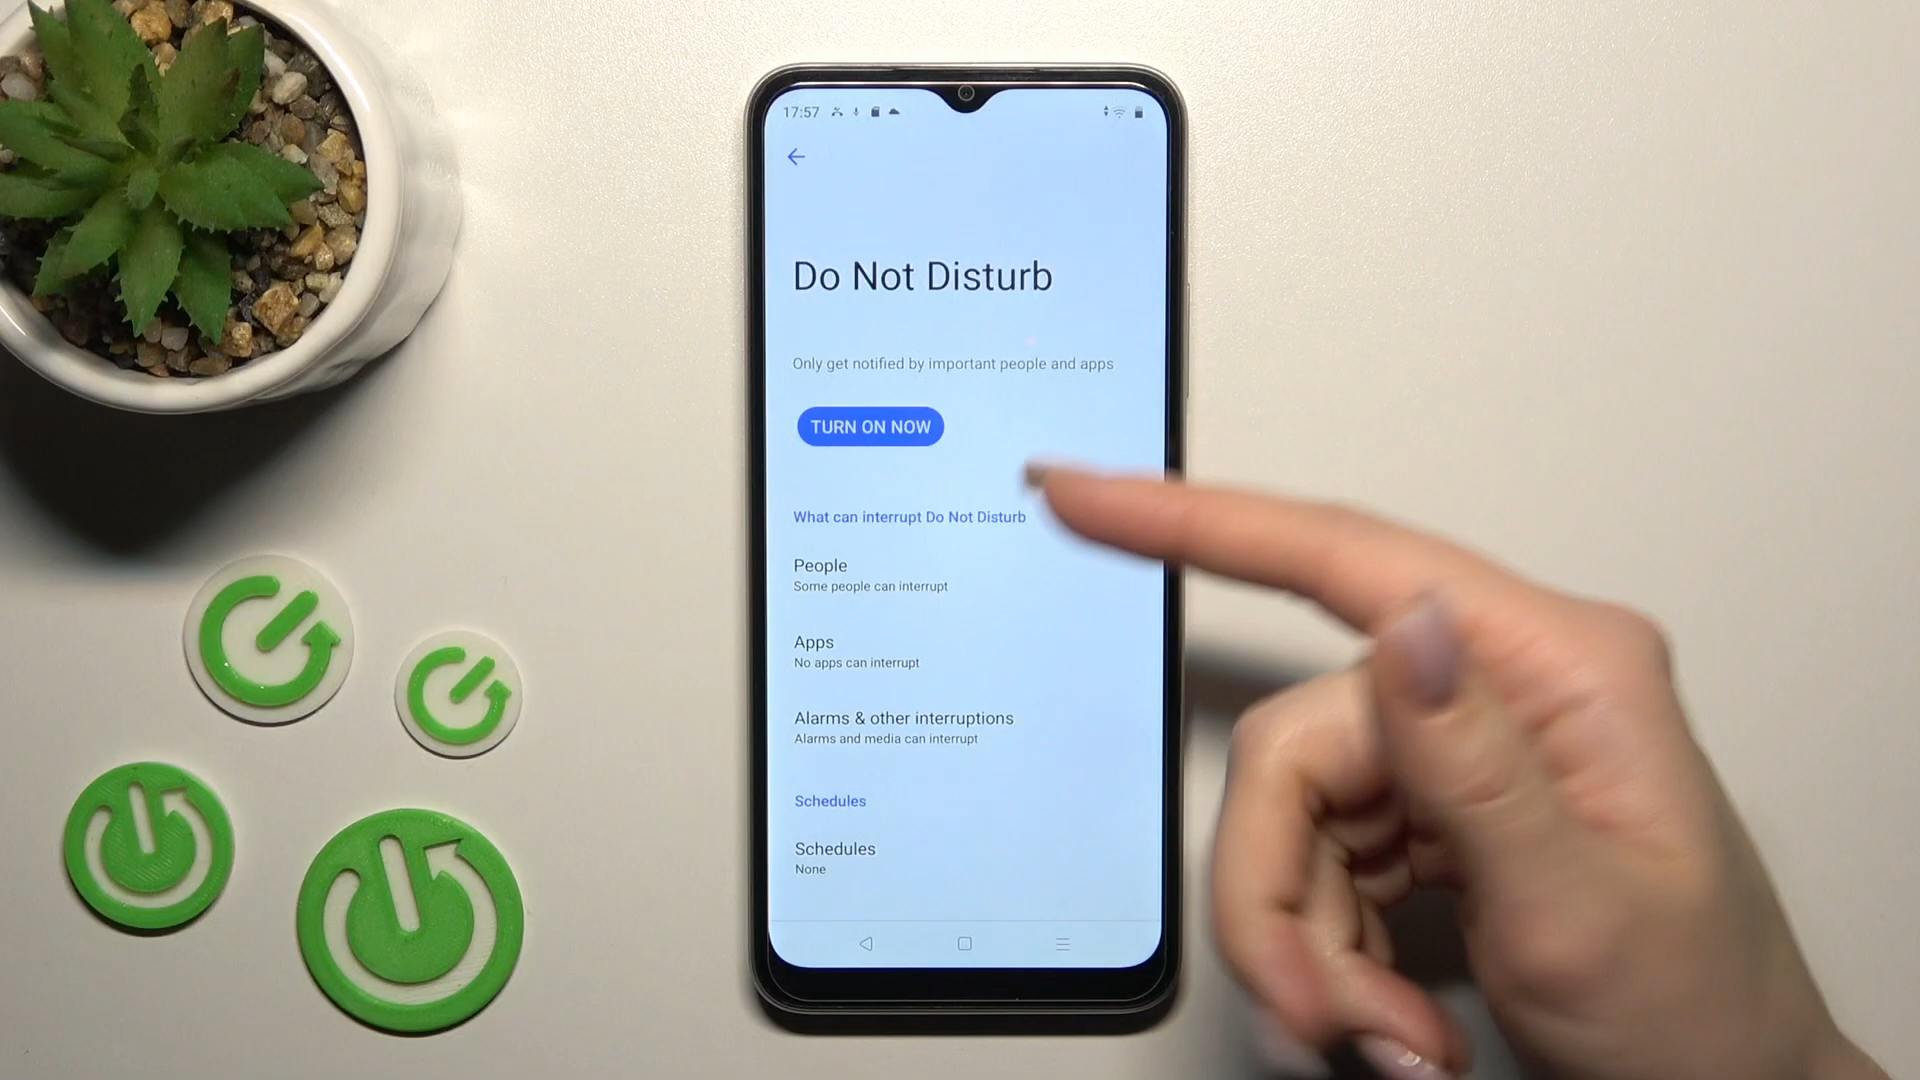 17:57
Do Not Disturb
Only get notified by important people and apps
TURN ON NOW
What can interrupt Do Not Disturb
People
Some people can interrupt
Apps
No apps can interrupt
Alarms & other interruptions
Alarms and media can interrupt
Schedules
Schedules
None